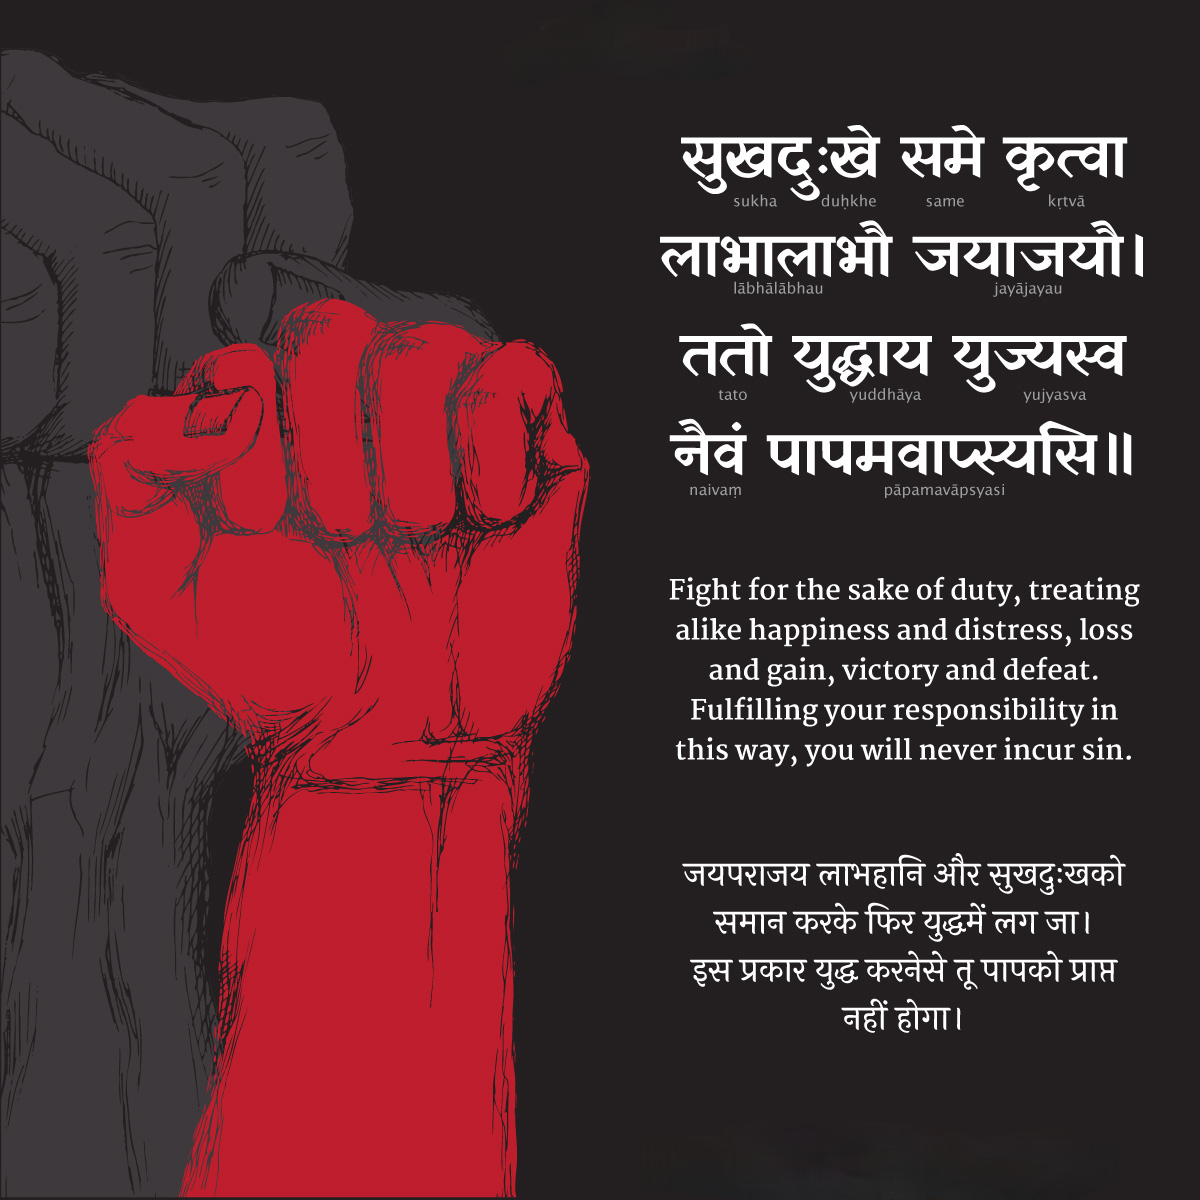 सुखदुःखे समे कृत्वा
sukha duḥkhe same kṛtvā
लाभालाभौ जयाजयौ।
lābhālābhau jayājayau
ततो युद्धाय युज्यस्व
tato yuddhāya yujyasva
नैवं पापमवाप्स्यसि॥
naivaṃ pāpamavāpsyasi
Fight for the sake of duty, treating
alike happiness and distress, loss
and gain, victory and defeat.
Fulfilling your responsibility in
this way, you will never incur sin.
जयपराजय लाभहानि और सुखदुःखको
समान करके फिर युद्धमें लग जा।
इस प्रकार युद्ध करनेसे तू पापको प्राप्त
नहीं होगा।